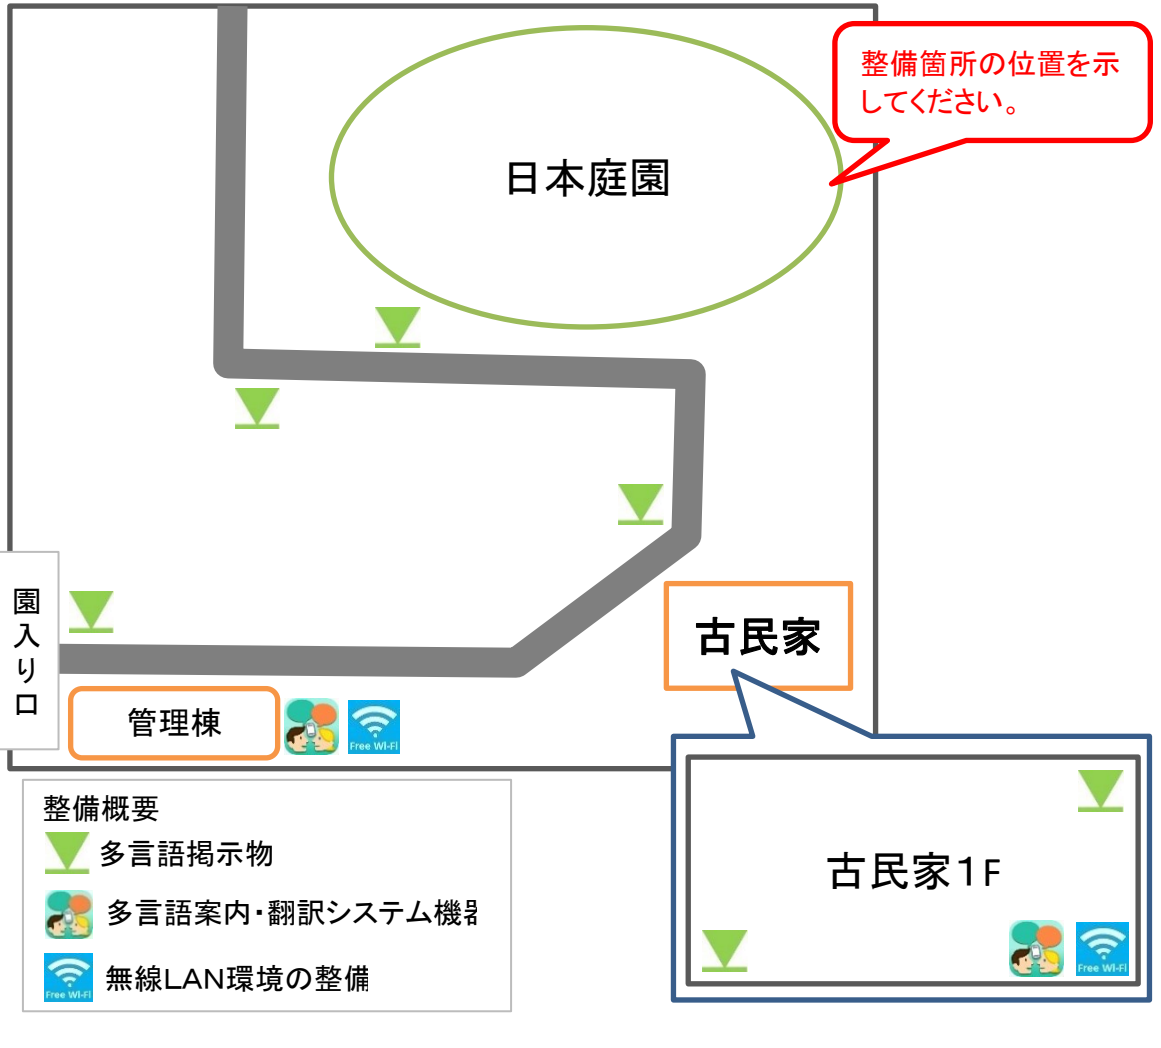 整備箇所の位置を示
してください。
日本庭園
園
入
り
口
古民家
管理棟
Free Wi-Fi
整備概要
多言語掲示物
多言語案内・翻訳システム機器
Free Wi-Fi
無線LAN環境の整備
古民家１F
Free Wi-Fi